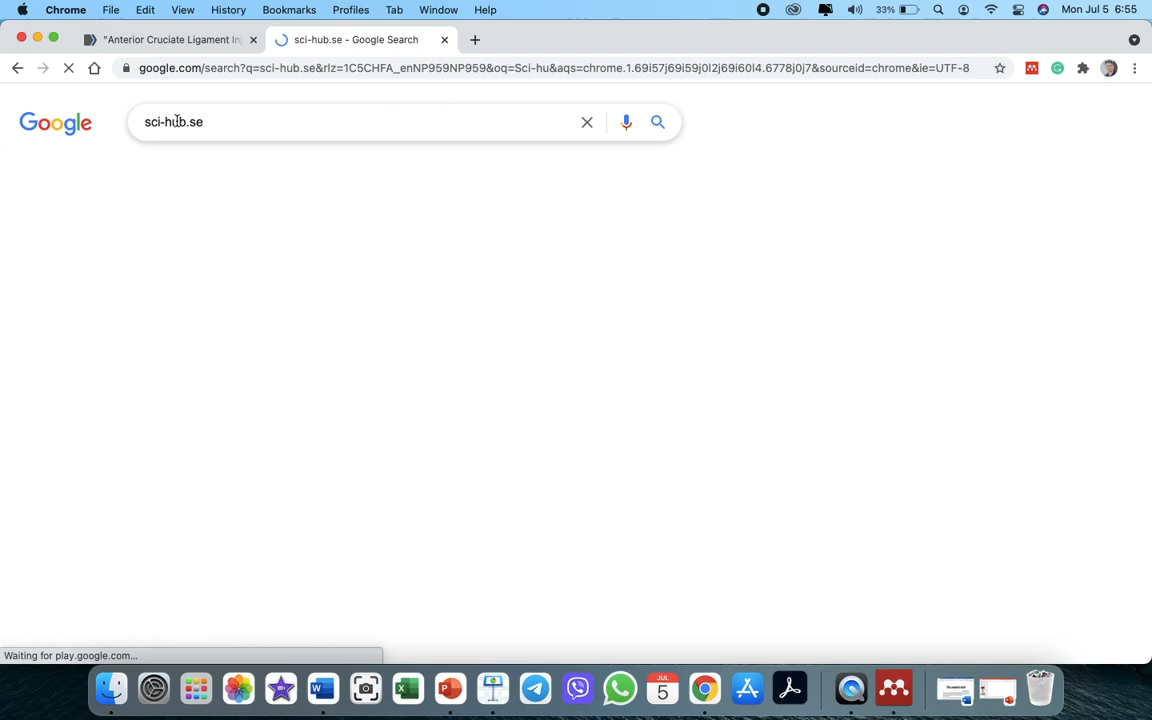 Chrome File Edit View History Bookmarks Profiles Tab Window Help 33% Mon Jul 5 6:55
"Anterior Cruciate Ligament In
sci-hub.se - Google Search
google.com/search?q=sci-hub.se&rlz=1C5CHFA_enNP959NP959&oq=Sci-hu&aqs=chrome.1.69i57j69i59j0l2j69i60l4.6778j0j7&sourceid=chrome&ie=UTF-8
Google
sci-hub.se
Waiting for play.google.com...
JUL
5